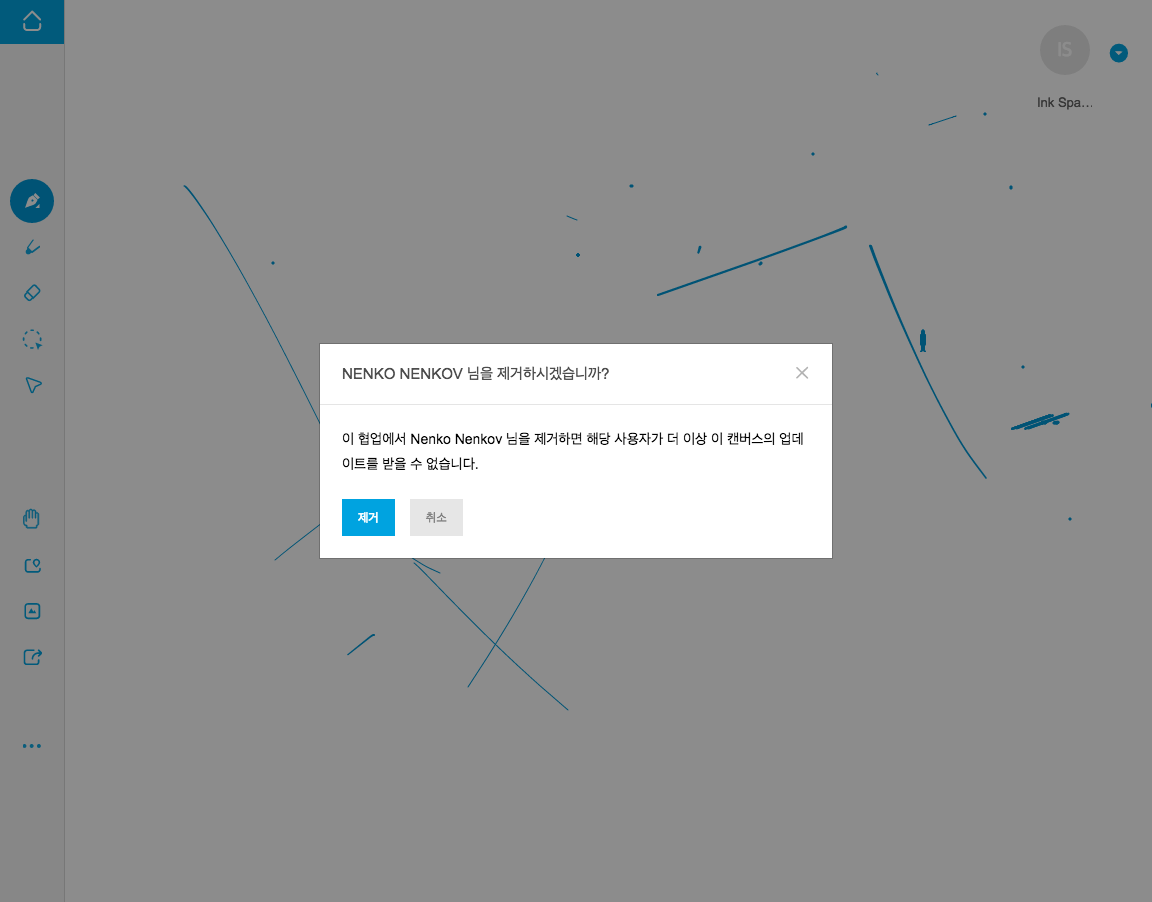 IS
Ink Spa...
NENKO NENKOV 님을 제거하시겠습니까?
이 협업에서 Nenko Nenkov 님을 제거하면 해당 사용자가 더 이상 이 캔버스의 업데
이트를 받을 수 없습니다.
제거
취소